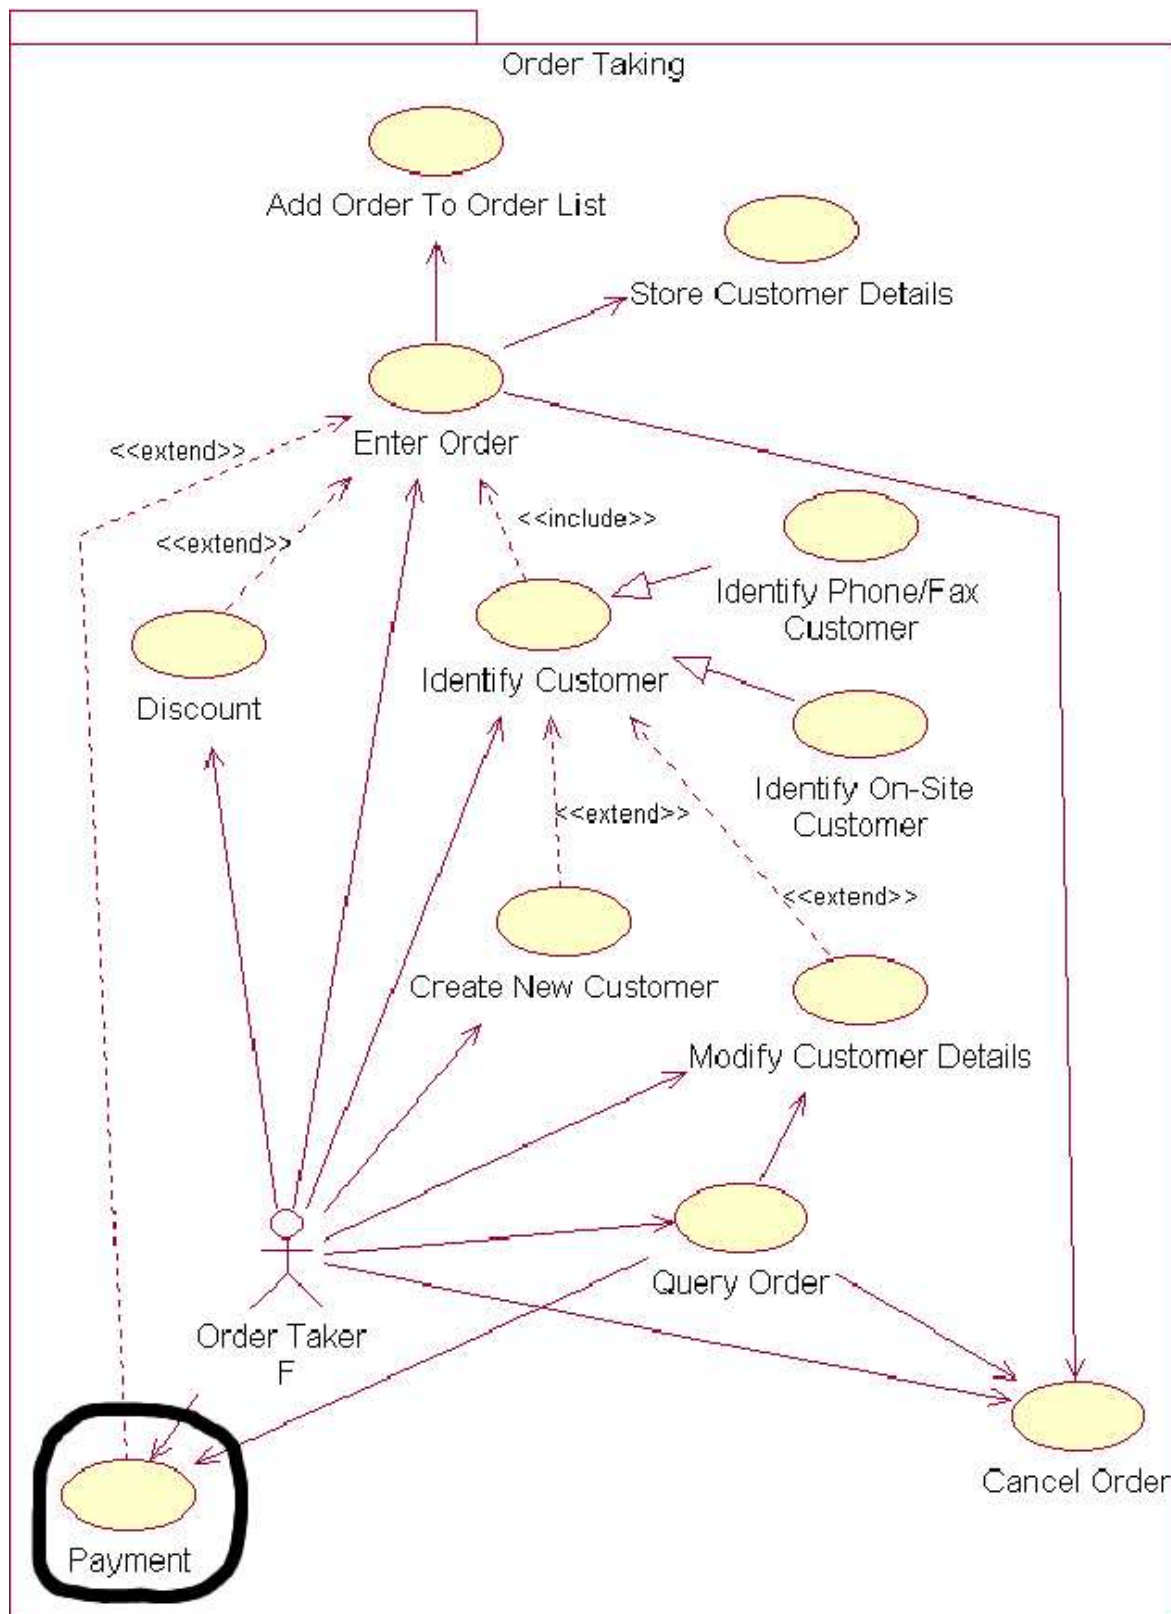 Order Taking
Add Order To Order List
Store Customer Details
Enter Order
<<extend>>
<<extend>>
<<include>>
Identify Phone/Fax
Customer
Discount
Identify Customer
Identify On-Site
Customer
<<extend>>
<<extend>>
Create New Customer
Modify Customer Details
Query Order
Order Taker
F
Cancel Order
Payment